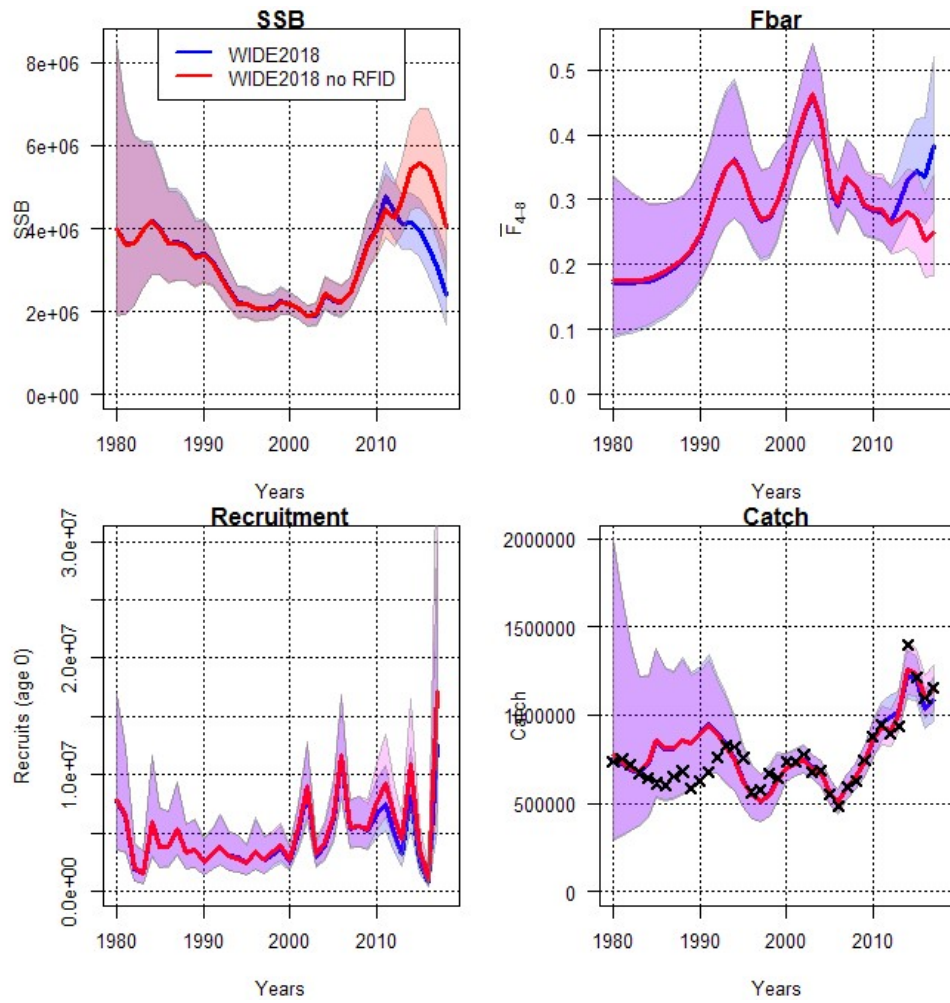 SSB
WIDE2018
WIDE2018 no RFID
SSB
8e+06
6e+06
4e+06
2e+06
0e+00
1980 1990 2000 2010
Years
Fbar
F̅4–8
0.5
0.4
0.3
0.2
0.1
0.0
1980 1990 2000 2010
Years
Recruitment
Recruits (age 0)
3.0e+07
2.0e+07
1.0e+07
0.0e+00
1980 1990 2000 2010
Years
Catch
Catch
2000000
1500000
1000000
500000
0
1980 1990 2000 2010
Years